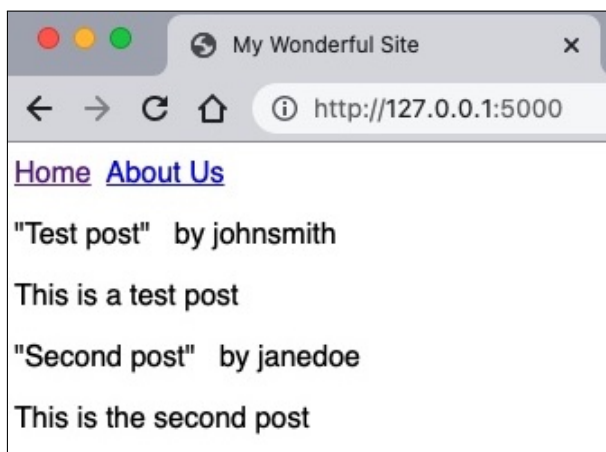 My Wonderful Site
http://127.0.0.1:5000
Home About Us
"Test post" by johnsmith
This is a test post
"Second post" by janedoe
This is the second post